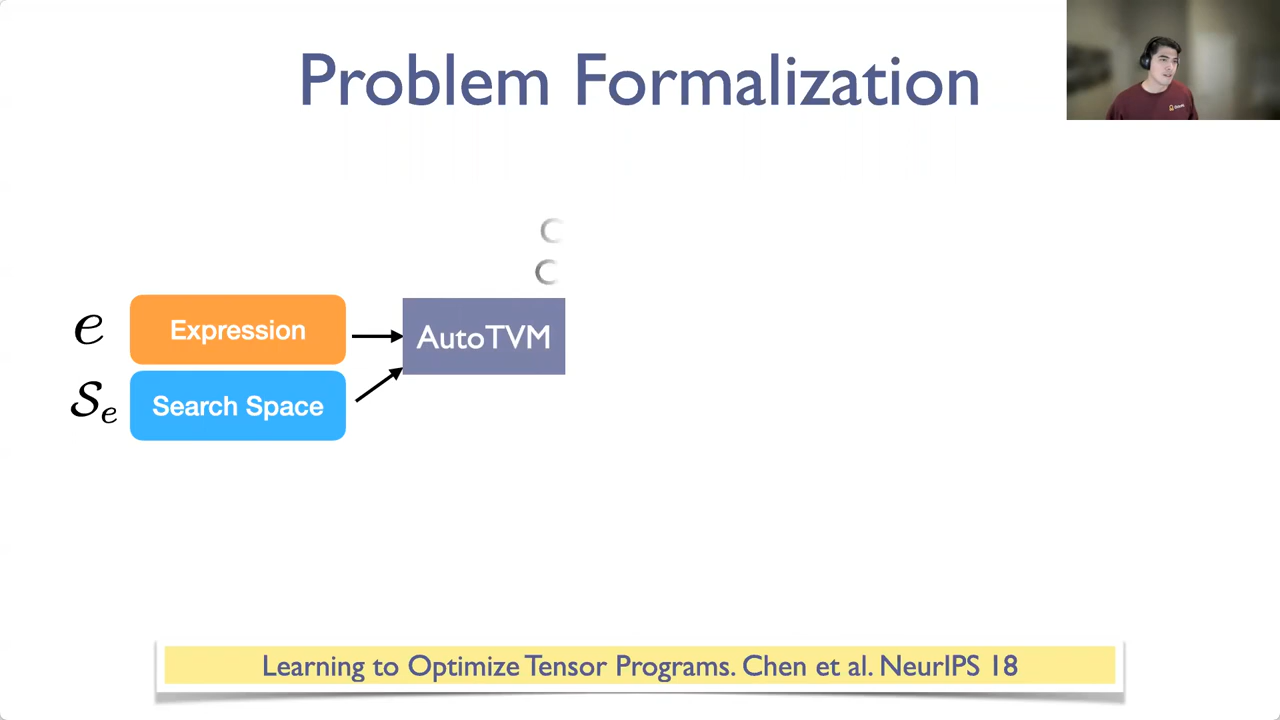 Problem Formalization
e
Expression
AutoTVM
S_e
Search Space
Learning to Optimize Tensor Programs. Chen et al. NeurIPS 18